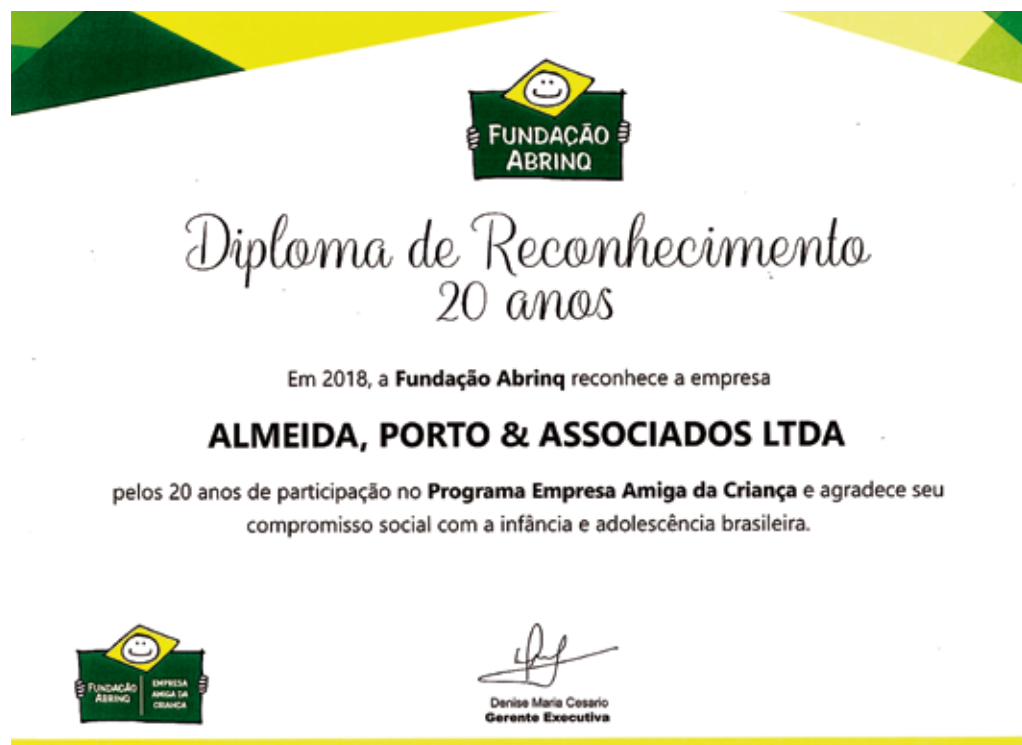 FUNDAÇÃO
ABRINQ
Diploma de Reconhecimento
20 anos
Em 2018, a Fundação Abrinq reconhece a empresa
ALMEIDA, PORTO & ASSOCIADOS LTDA
pelos 20 anos de participação no Programa Empresa Amiga da Criança e agradece seu
compromisso social com a infância e adolescência brasileira.
FUNDAÇÃO
ABRINQ
EMPRESA
AMIGA DA
CRIANÇA
Denise Maria Cesario
Gerente Executiva